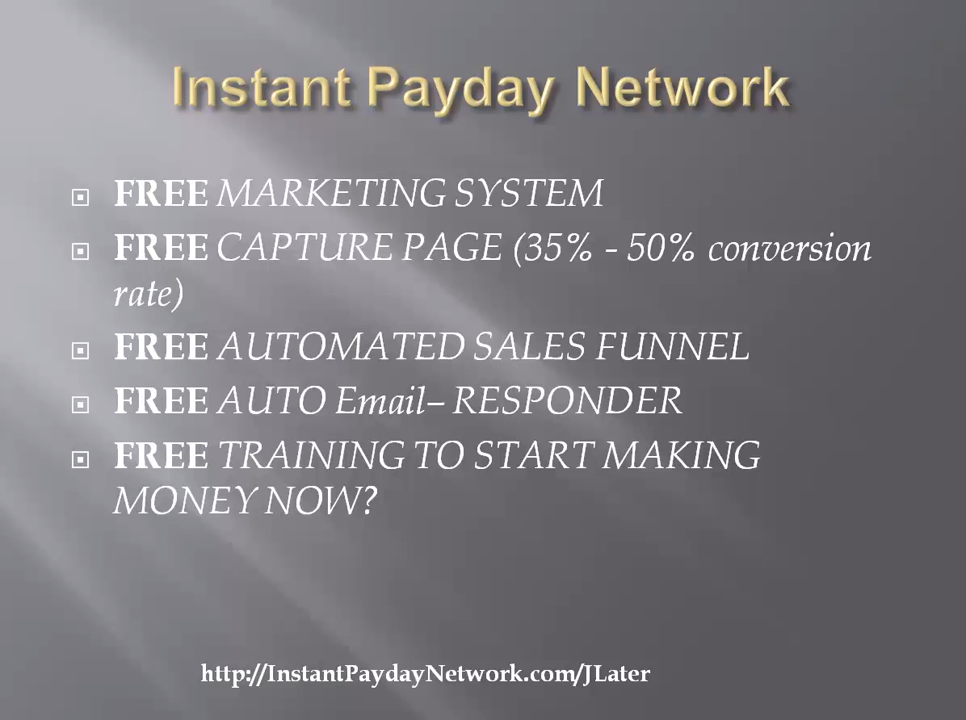 Instant Payday Network
FREE MARKETING SYSTEM
FREE CAPTURE PAGE (35% - 50% conversion
rate)
FREE AUTOMATED SALES FUNNEL
FREE AUTO Email– RESPONDER
FREE TRAINING TO START MAKING
MONEY NOW?
http://InstantPaydayNetwork.com/JLater